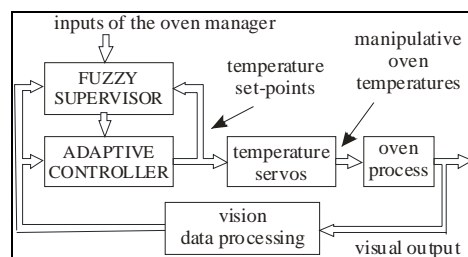 inputs of the oven manager
FUZZY
SUPERVISOR
temperature
set-points
manipulative
oven
temperatures
ADAPTIVE
CONTROLLER
temperature
servos
oven
process
vision
data processing
visual output